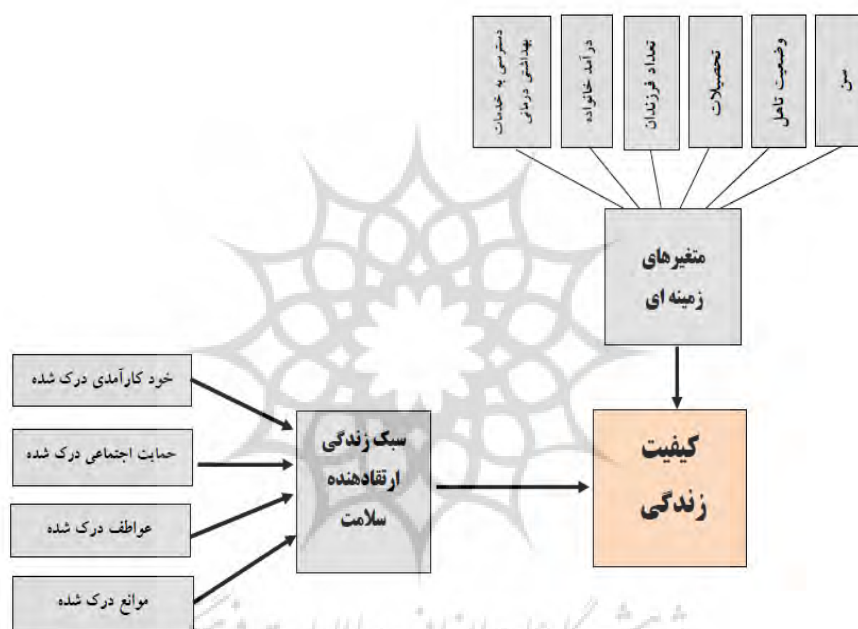 سن
وضعیت تاهل
تحصیلات
تعداد فرزندان
درآمد خانواده
دسترسی به خدمات
بهداشتی درمانی
متغیرهای
زمینه ای
خود کارآمدی درک شده
حمایت اجتماعی درک شده
عواطف درک شده
موانع درک شده
سبک زندگی
ارتقادهنده
سلامت
کیفیت
زندگی